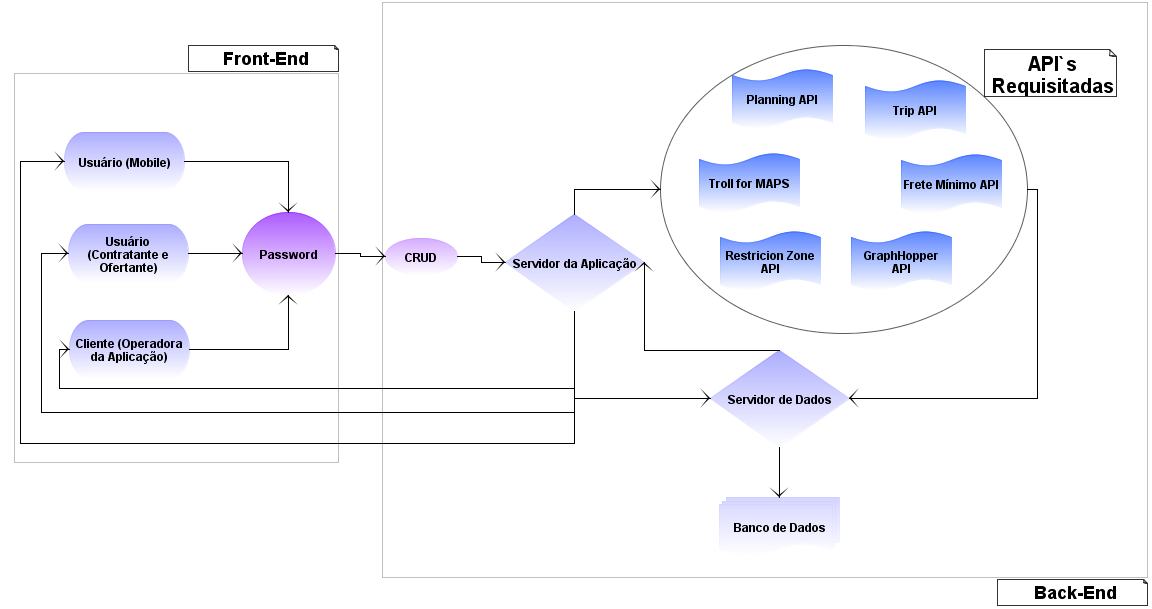 Front-End
API`s
Requisitadas
Planning API
Trip API
Usuário (Mobile)
Troll for MAPS
Frete Mínimo API
Usuário
(Contratante e
Ofertante)
Password
CRUD
Servidor da Aplicação
Restricion Zone
API
GraphHopper
API
Cliente (Operadora
da Aplicação)
Servidor de Dados
Banco de Dados
Back-End